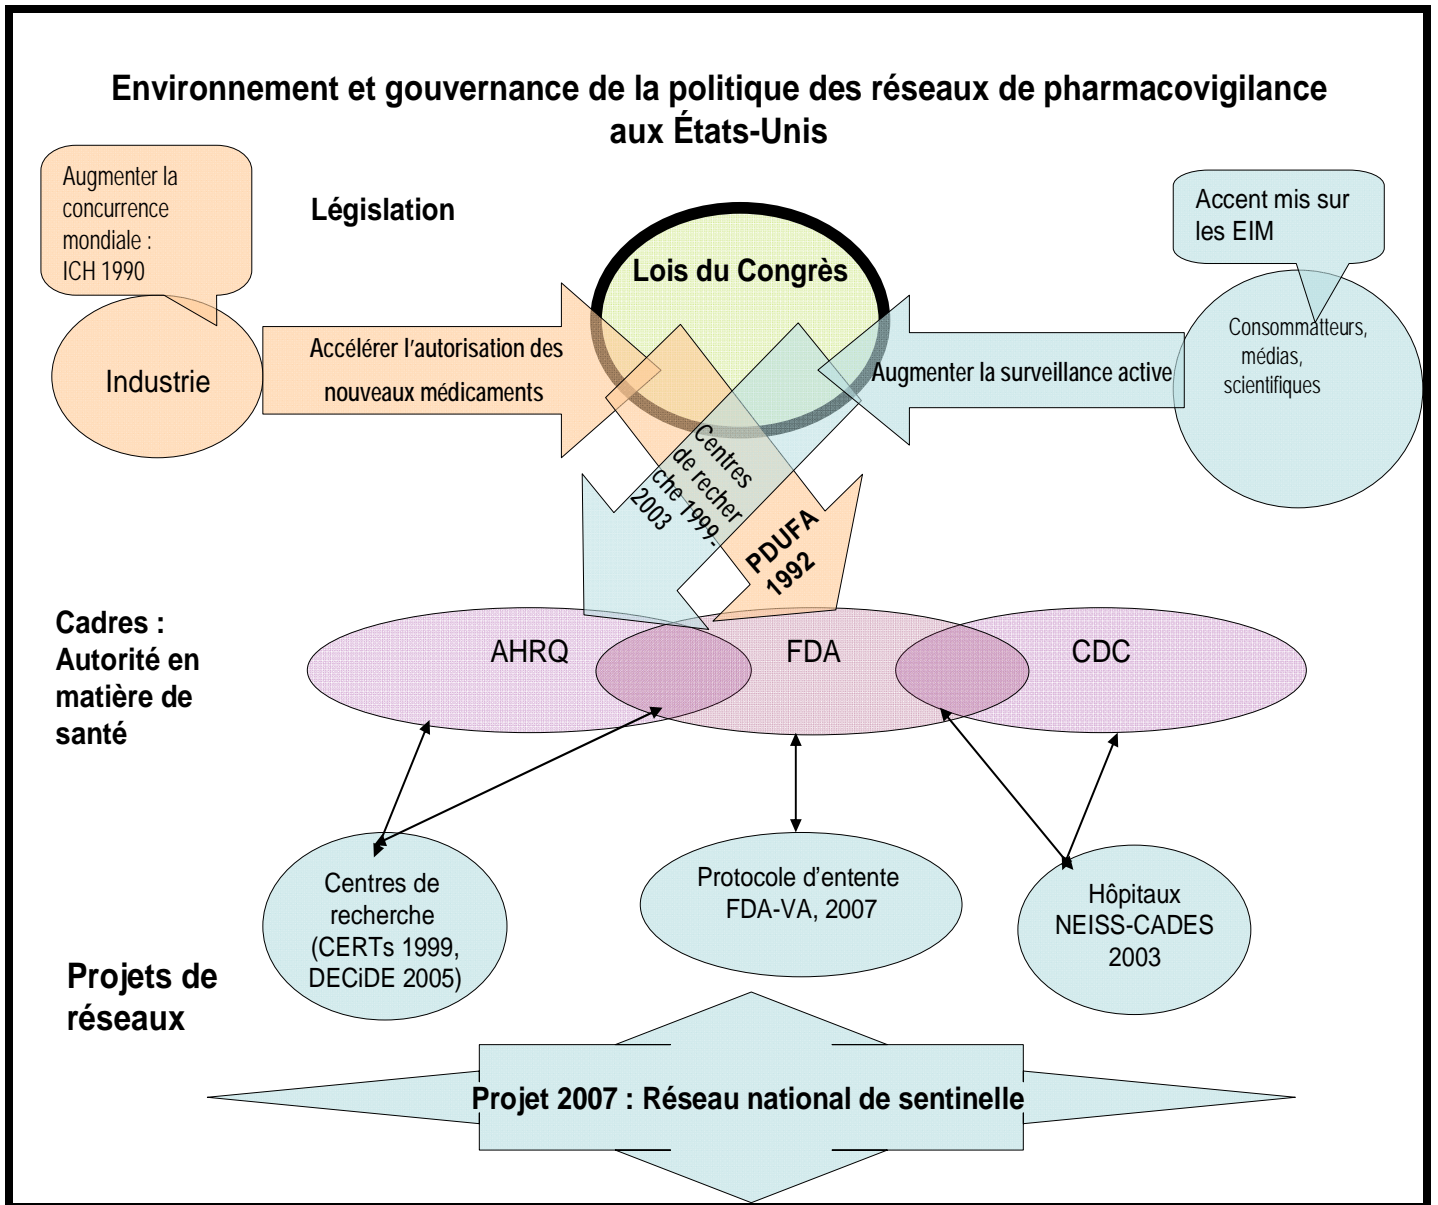 Environnement et gouvernance de la politique des réseaux de pharmacovigilance
aux États-Unis
Augmenter la
concurrence
mondiale :
ICH 1990
Législation
Lois du Congrès
Accent mis sur
les EIM
Industrie
Accélérer l'autorisation des
nouveaux médicaments
Augmenter la surveillance active
Consommatteurs,
médias,
scientifiques
Centres
de recher
che 1999-
2003
PDUFA
1992
Cadres :
Autorité en
matière de
santé
AHRQ
FDA
CDC
Centres de
recherche
(CERTs 1999,
DECiDE 2005)
Protocole d'entente
FDA-VA, 2007
Hôpitaux
NEISS-CADES
2003
Projets de
réseaux
Projet 2007 : Réseau national de sentinelle